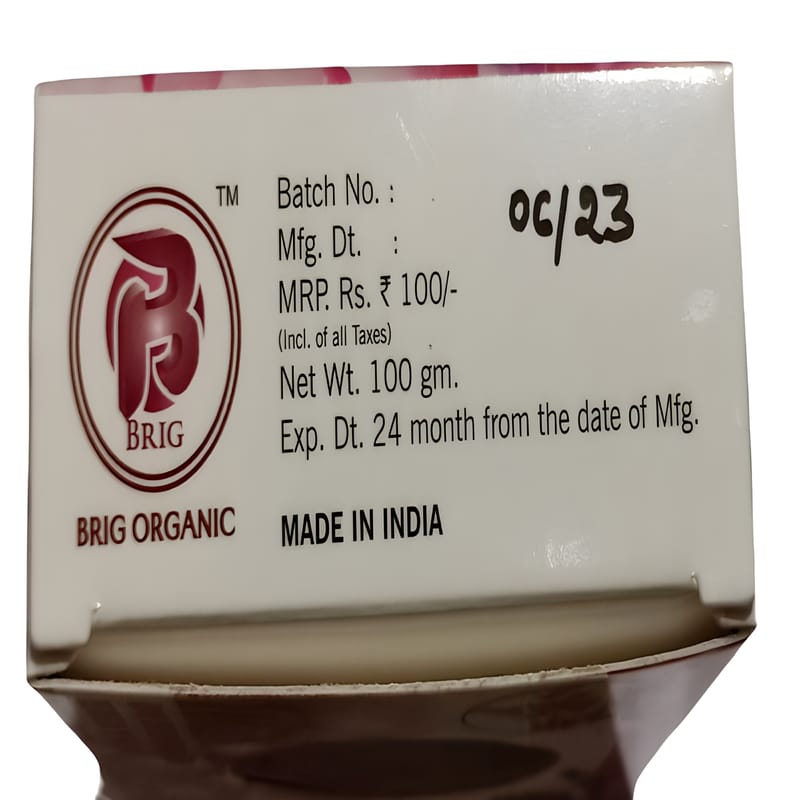 TM
BRIG
BRIG ORGANIC
Batch No. :
06/23
Mfg. Dt. :
MRP. Rs. ₹ 100/-
(Incl. of all Taxes)
Net Wt. 100 gm.
Exp. Dt. 24 month from the date of Mfg.
MADE IN INDIA